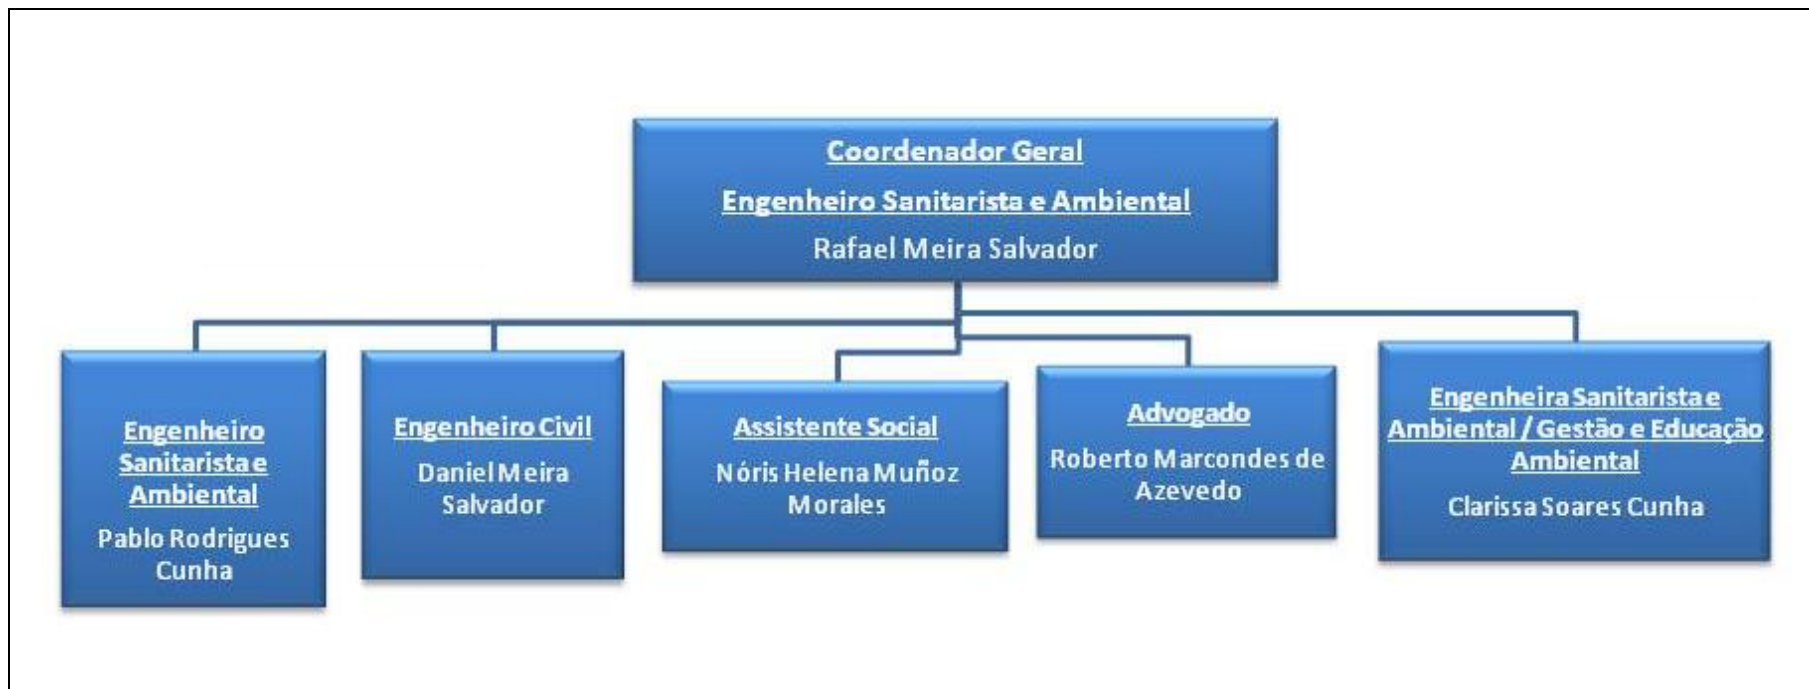 Coordenador Geral
Engenheiro Sanitarista e Ambiental
Rafael Meira Salvador
Engenheiro
Sanitarista e
Ambiental
Pablo Rodrigues
Cunha
Engenheiro Civil
Daniel Meira
Salvador
Assistente Social
Nóris Helena Muñoz
Morales
Advogado
Roberto Marcondes de
Azevedo
Engenheira Sanitarista e
Ambiental / Gestão e Educação
Ambiental
Clarissa Soares Cunha